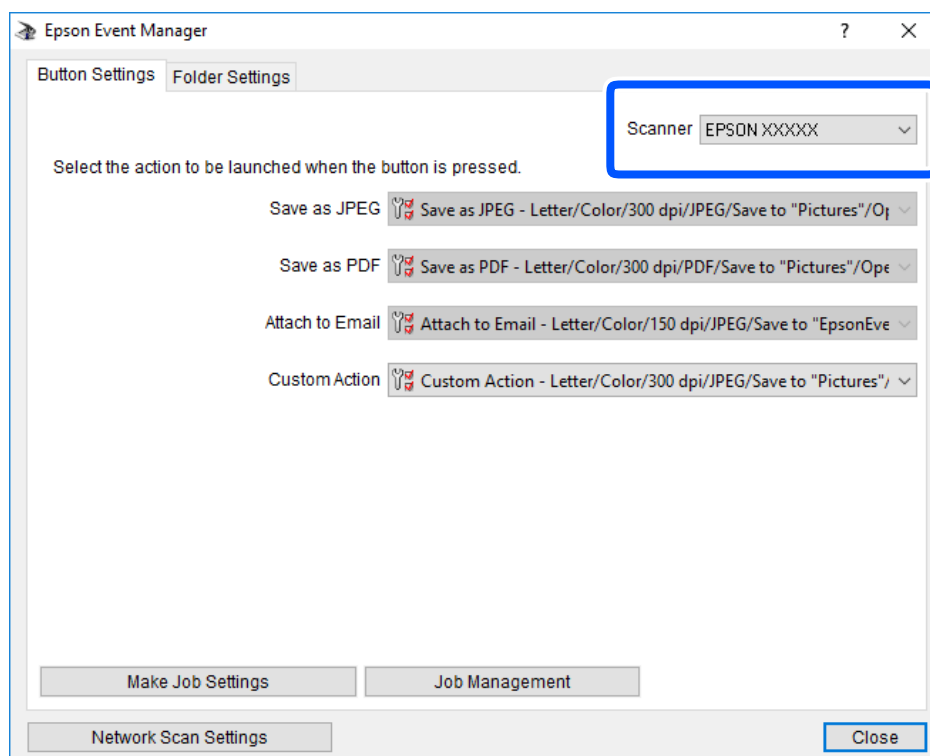 Epson Event Manager
Button Settings Folder Settings
Scanner EPSON XXXXX
Select the action to be launched when the button is pressed.
Save as JPEG Save as JPEG - Letter/Color/300 dpi/JPEG/Save to "Pictures"/Op
Save as PDF Save as PDF - Letter/Color/300 dpi/PDF/Save to "Pictures"/Ope
Attach to Email Attach to Email - Letter/Color/150 dpi/JPEG/Save to "EpsonEve
Custom Action Custom Action - Letter/Color/300 dpi/JPEG/Save to "Pictures"/
Make Job Settings Job Management
Network Scan Settings Close